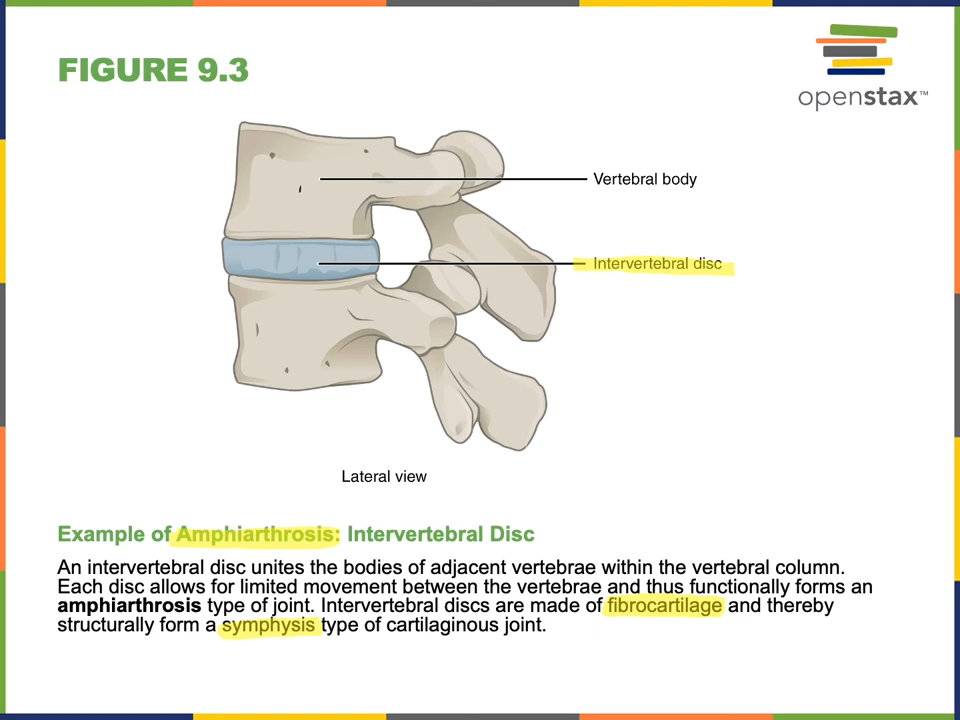 FIGURE 9.3
openstax™
Vertebral body
Intervertebral disc
Lateral view
Example of Amphiarthrosis: Intervertebral Disc
An intervertebral disc unites the bodies of adjacent vertebrae within the vertebral column.
Each disc allows for limited movement between the vertebrae and thus functionally forms an
amphiarthrosis type of joint. Intervertebral discs are made of fibrocartilage and thereby
structurally form a symphysis type of cartilaginous joint.